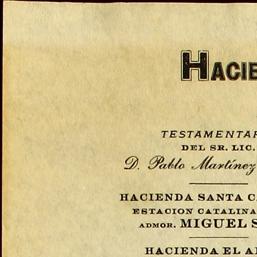 HACIE
TESTAMENTAR
DEL SR. LIC.
D. Pablo Martínez
HACIENDA SANTA C
ESTACION CATALINA
ADMOR. MIGUEL S
HACIENDA EL A